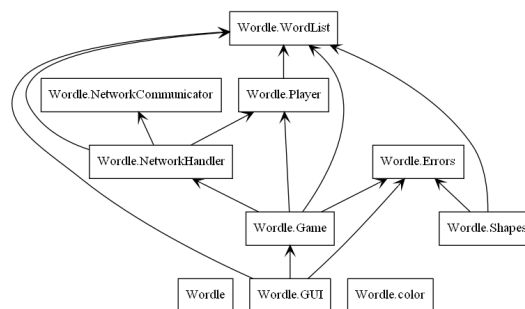 Wordle.WordList
Wordle.NetworkCommunicator
Wordle.Player
Wordle.NetworkHandler
Wordle.Errors
Wordle.Game
Wordle.Shapes
Wordle
Wordle.GUI
Wordle.color